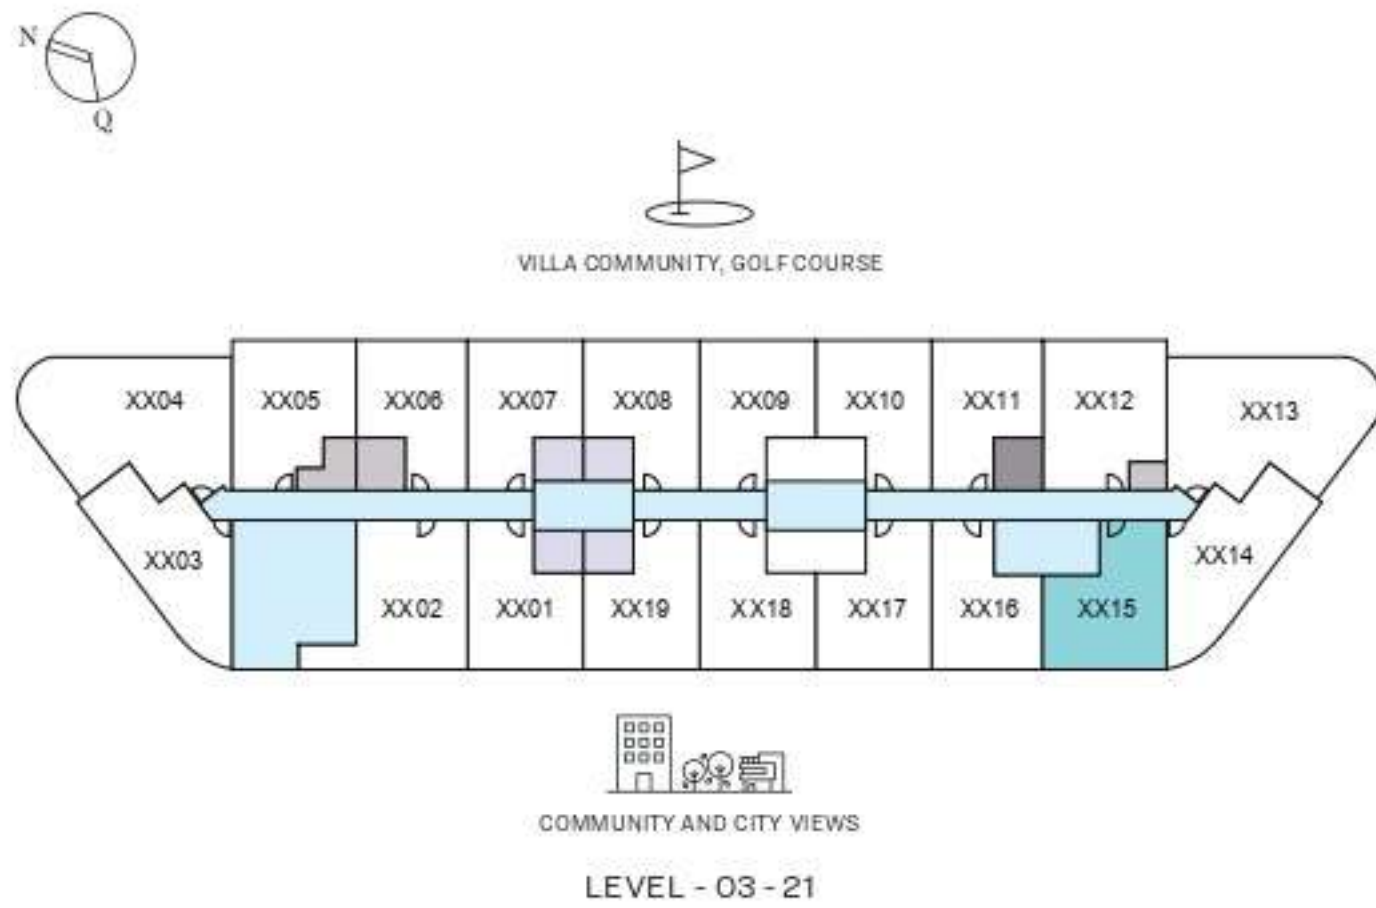 N
Q
VILLA COMMUNITY, GOLF COURSE
XX04 XX05 XX06 XX07 XX08 XX09 XX10 XX11 XX12 XX13
XX03 XX14
XX02 XX01 XX19 XX18 XX17 XX16 XX15
COMMUNITY AND CITY VIEWS
LEVEL - 03 - 21